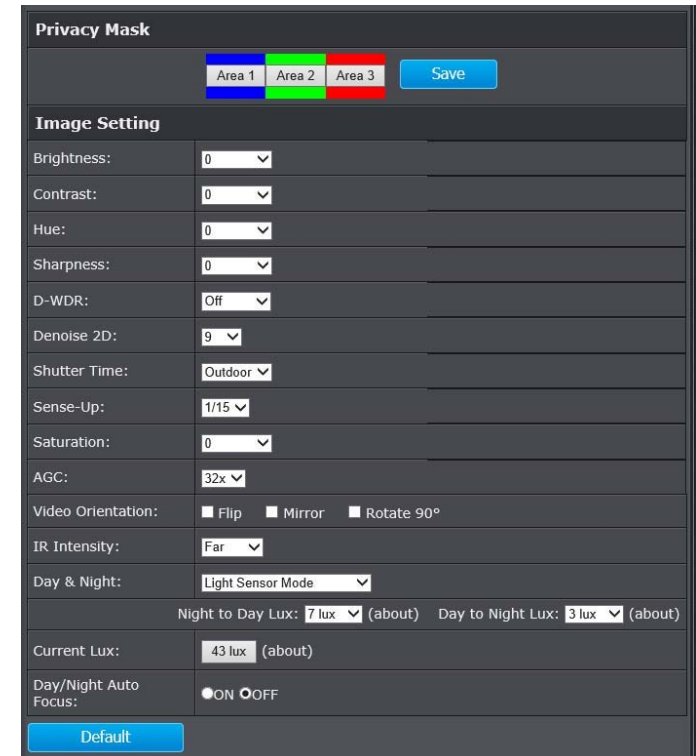 Privacy Mask
Area 1 Area 2 Area 3 Save
Image Setting
Brightness: 0
Contrast: 0
Hue: 0
Sharpness: 0
D-WDR: Off
Denoise 2D: 9
Shutter Time: Outdoor
Sense-Up: 1/15
Saturation: 0
AGC: 32x
Video Orientation: Flip Mirror Rotate 90°
IR Intensity: Far
Day & Night: Light Sensor Mode
Night to Day Lux: 7 lux (about) Day to Night Lux: 3 lux (about)
Current Lux: 43 lux (about)
Day/Night Auto
Focus: ON OFF
Default